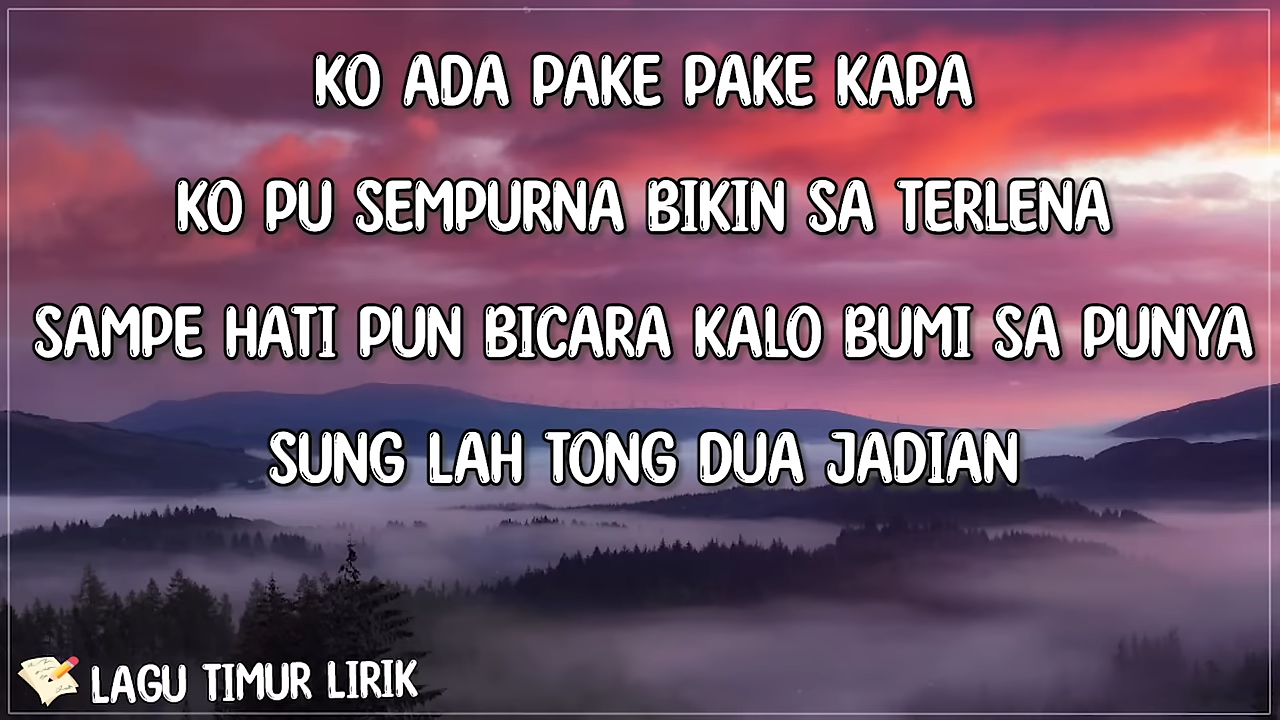 KO ADA PAKE PAKE KAPA
KO PU SEMPURNA BIKIN SA TERLENA
SAMPE HATI PUN BICARA KALO BUMI SA PUNYA
SUNG LAH TONG DUA JADIAN
LAGU TIMUR LIRIK